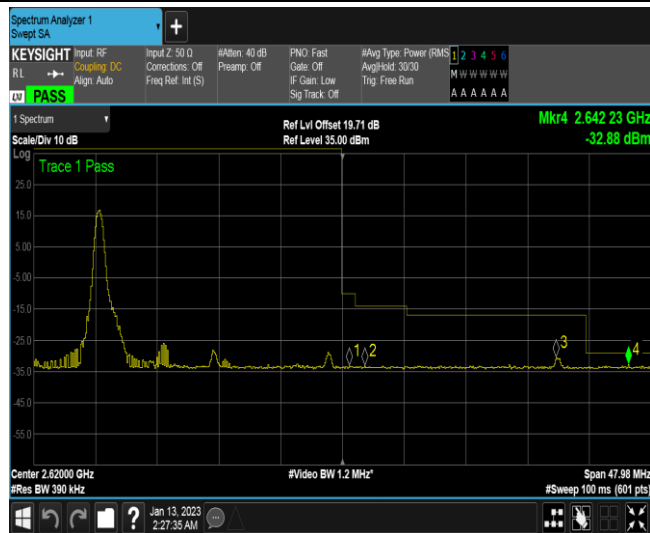 Spectrum Analyzer 1
Swept SA
+
KEYSIGHT Input: RF Input Z: 50 Ω #Atten: 40 dB PNO: Fast #Avg Type: Power (RMS 1 2 3 4 5 6
RL Coupling: DC Corrections: Off Preamp: Off Gate: Off Avg|Hold: 30/30 M W W W W W
Align: Auto Freq Ref: Int (S) IF Gain: Low Trig: Free Run
LXI PASS Sig Track: Off A A A A A A
1 Spectrum Ref Lvl Offset 19.71 dB Mkr4 2.642 23 GHz
Scale/Div 10 dB Ref Level 35.00 dBm -32.88 dBm
Log
Trace 1 Pass
25.0
15.0
5.00
-5.00
-15.0
-25.0
1 2 3 4
-35.0
-45.0
-55.0
Center 2.62000 GHz #Video BW 1.2 MHz* Span 47.98 MHz
#Res BW 390 kHz #Sweep 100 ms (601 pts)
? Jan 13, 2023
2:27:35 AM